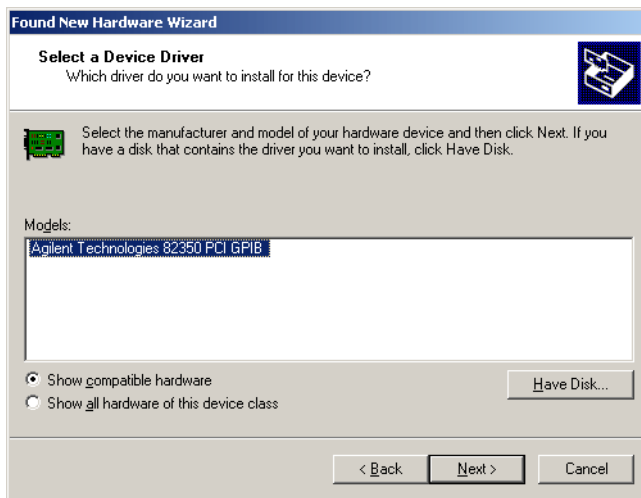 Found New Hardware Wizard
Select a Device Driver
Which driver do you want to install for this device?
Select the manufacturer and model of your hardware device and then click Next. If you
have a disk that contains the driver you want to install, click Have Disk.
Models:
Agilent Technologies 82350 PCI GPIB
Show compatible hardware
Have Disk...
Show all hardware of this device class
< Back
Next >
Cancel